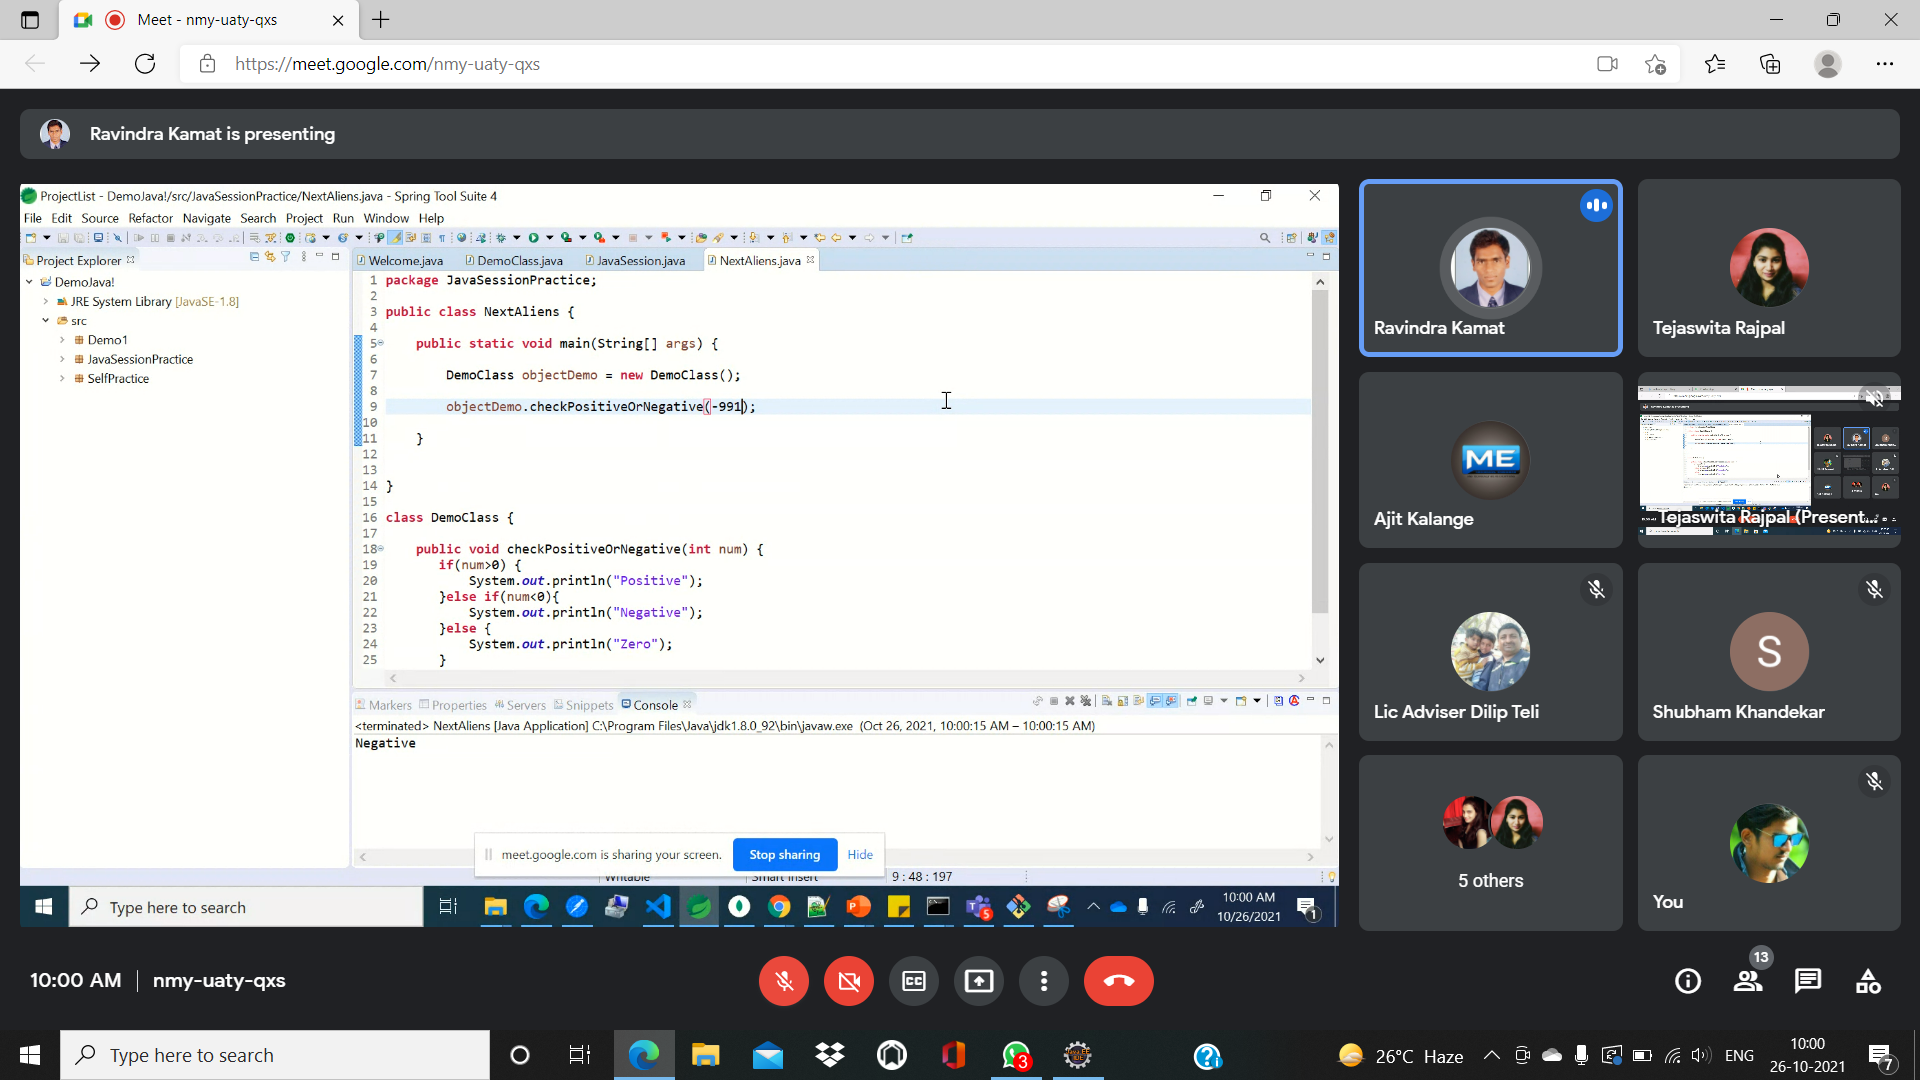 Meet - nmy-uaty-qxs
https://meet.google.com/nmy-uaty-qxs
Ravindra Kamat is presenting
ProjectList - DemoJava!/src/JavaSessionPractice/NextAliens.java - Spring Tool Suite 4
File Edit Source Refactor Navigate Search Project Run Window Help
Project Explorer
DemoJava!
JRE System Library [JavaSE-1.8]
src
Demo1
JavaSessionPractice
SelfPractice
Welcome.java DemoClass.java JavaSession.java NextAliens.java
1 package JavaSessionPractice;
2
3 public class NextAliens {
4
5 public static void main(String[] args) {
6
7 DemoClass objectDemo = new DemoClass();
8
9 objectDemo.checkPositiveOrNegative(-991);
10
11 }
12
13
14 }
15
16 class DemoClass {
17
18 public void checkPositiveOrNegative(int num) {
19 if(num>0) {
20 System.out.println("Positive");
21 }else if(num<0){
22 System.out.println("Negative");
23 }else {
24 System.out.println("Zero");
25 }
Markers Properties Servers Snippets Console
<terminated> NextAliens [Java Application] C:\Program Files\Java\jdk1.8.0_92\bin\javaw.exe (Oct 26, 2021, 10:00:15 AM – 10:00:15 AM)
Negative
meet.google.com is sharing your screen. Stop sharing Hide
Writable Smart Insert 9 : 48 : 197
Type here to search
5
10:00 AM
10/26/2021
1
Ravindra Kamat
Tejaswita Rajpal
ME
Ajit Kalange
Tejaswita Rajpal (Present...
Lic Adviser Dilip Teli
S
Shubham Khandekar
5 others
You
10:00 AM nmy-uaty-qxs
13
Type here to search
3
26°C Haze
ENG
10:00
26-10-2021
7